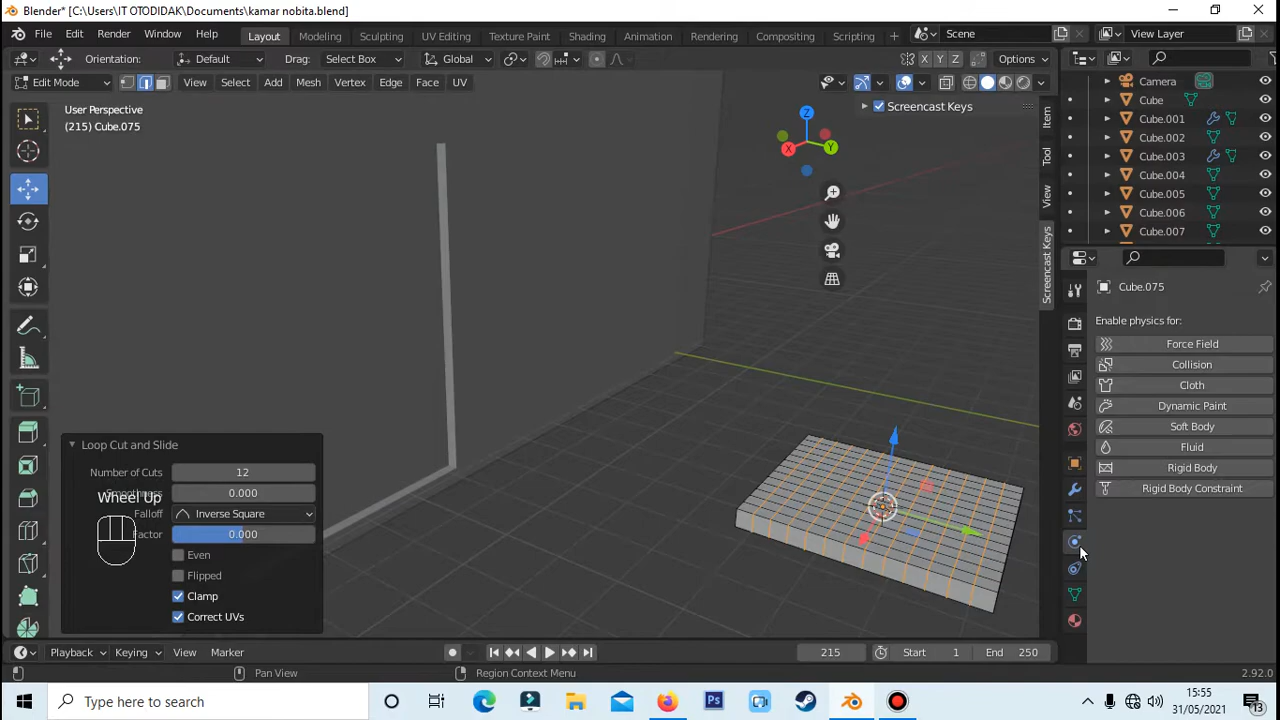 Blender* [C:\Users\IT OTODIDAK\Documents\kamar nobita.blend]
File Edit Render Window Help Layout Modeling Sculpting UV Editing Texture Paint Shading Animation Rendering Compositing Scripting Scene View Layer
Orientation: Default Drag: Select Box Global X Y Z Options
Edit Mode View Select Add Mesh Vertex Edge Face UV
User Perspective
(215) Cube.075
Screencast Keys
Z
X
Y
Item
Tool
View
Screencast Keys
Camera
Cube
Cube.001
Cube.002
Cube.003
Cube.004
Cube.005
Cube.006
Cube.007
Cube.075
Enable physics for:
Force Field
Collision
Cloth
Dynamic Paint
Soft Body
Fluid
Rigid Body
Rigid Body Constraint
Loop Cut and Slide
Number of Cuts 12
0.000
Wheel Up
Falloff Inverse Square
Factor 0.000
Even
Flipped
Clamp
Correct UVs
Playback Keying View Marker 215 Start 1 End 250
Pan View Region Context Menu 2.92.0
Type here to search
15:55
31/05/2021
13